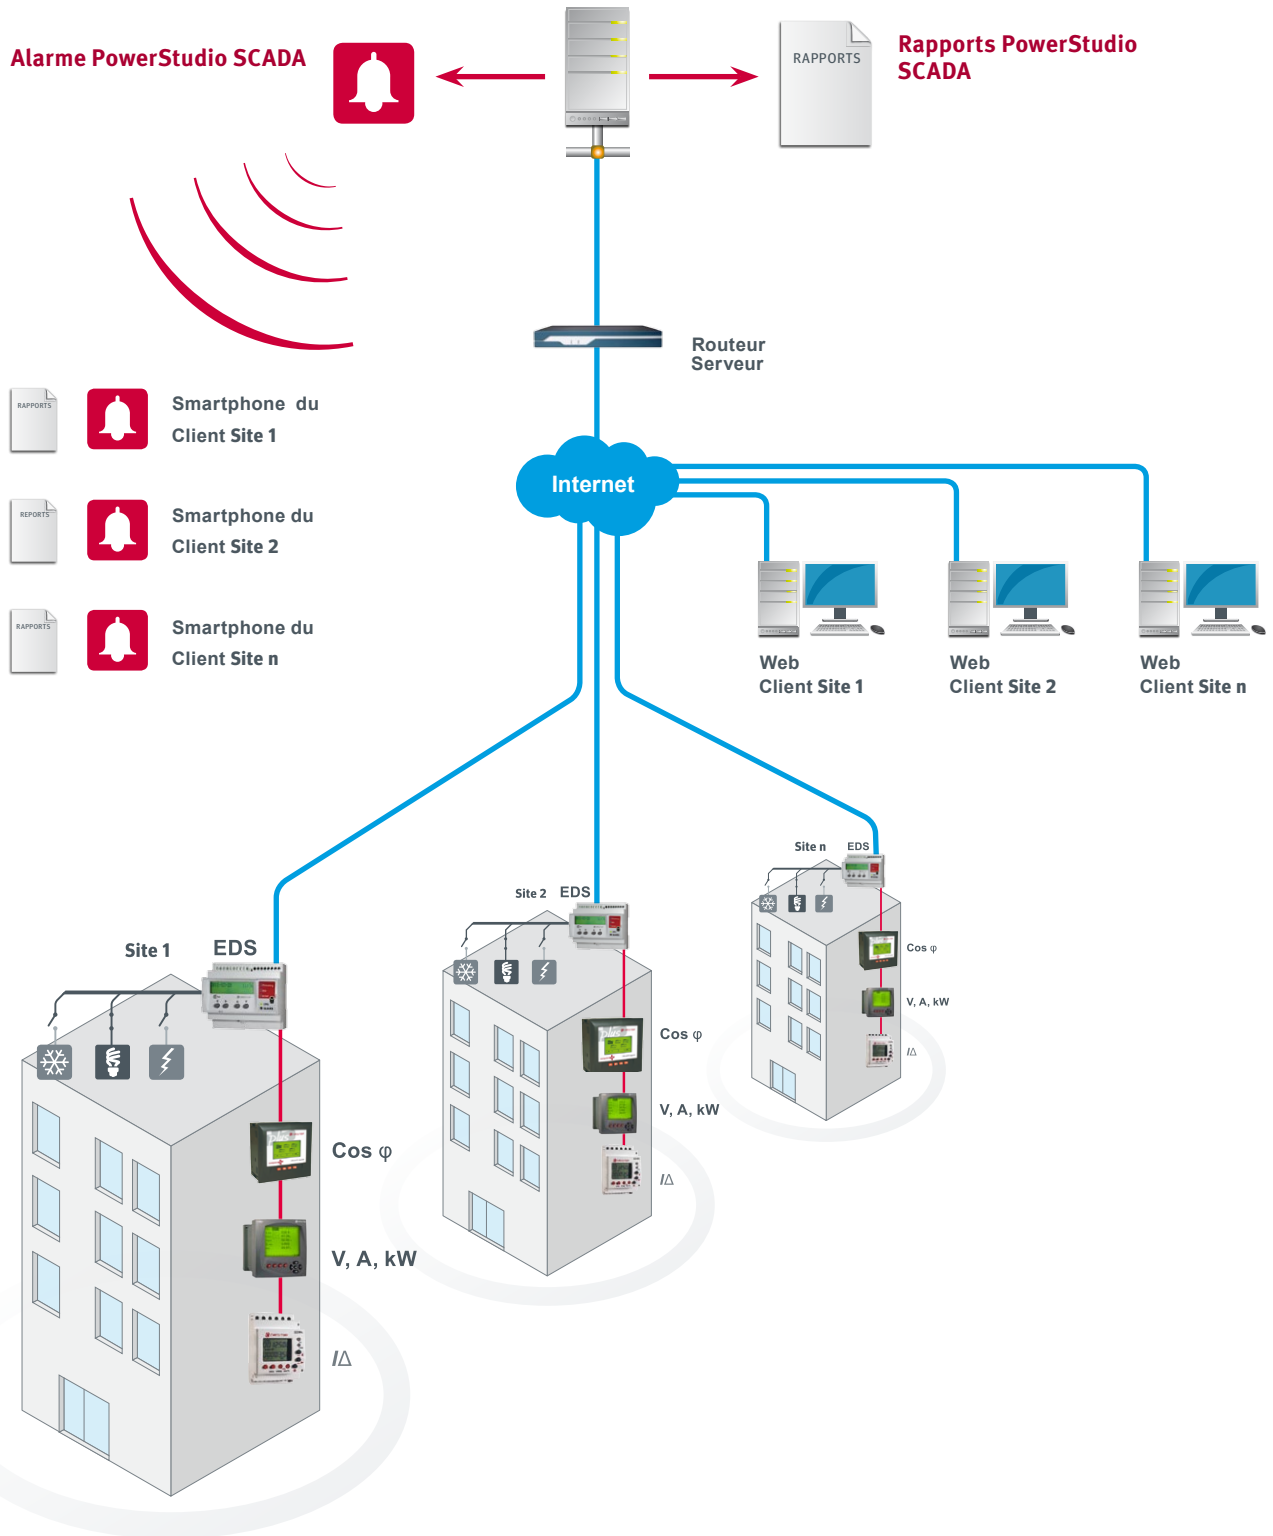 Alarme PowerStudio SCADA
RAPPORTS
Rapports PowerStudio
SCADA
Routeur
Serveur
RAPPORTS
Smartphone du
Client Site 1
REPORTS
Smartphone du
Client Site 2
RAPPORTS
Smartphone du
Client Site n
Internet
Web
Client Site 1
Web
Client Site 2
Web
Client Site n
Site n
EDS
Cos φ
V, A, kW
IΔ
Site 2
EDS
Cos φ
V, A, kW
IΔ
Site 1
EDS
Cos φ
V, A, kW
IΔ